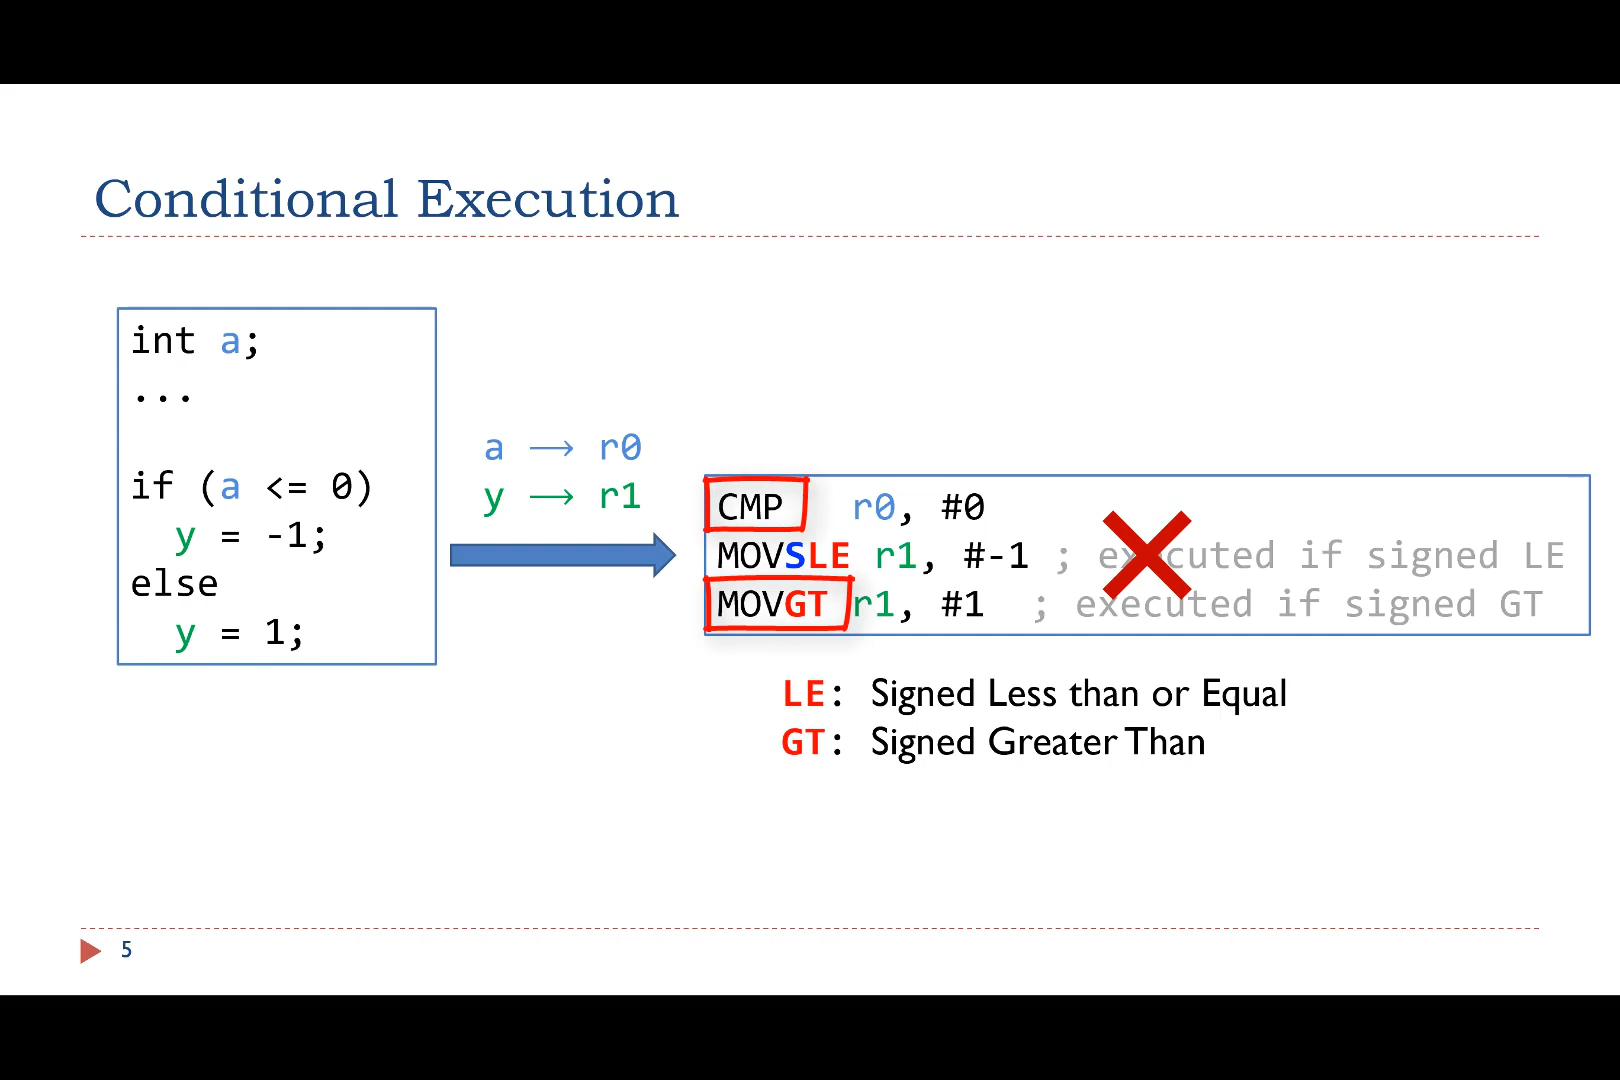 Conditional Execution
int a;
...
if (a <= 0)
y = -1;
else
y = 1;
a ⟶ r0
y ⟶ r1
CMP r0, #0
MOVSLE r1, #-1 ; executed if signed LE
MOVGT r1, #1 ; executed if signed GT
LE: Signed Less than or Equal
GT: Signed Greater Than
5